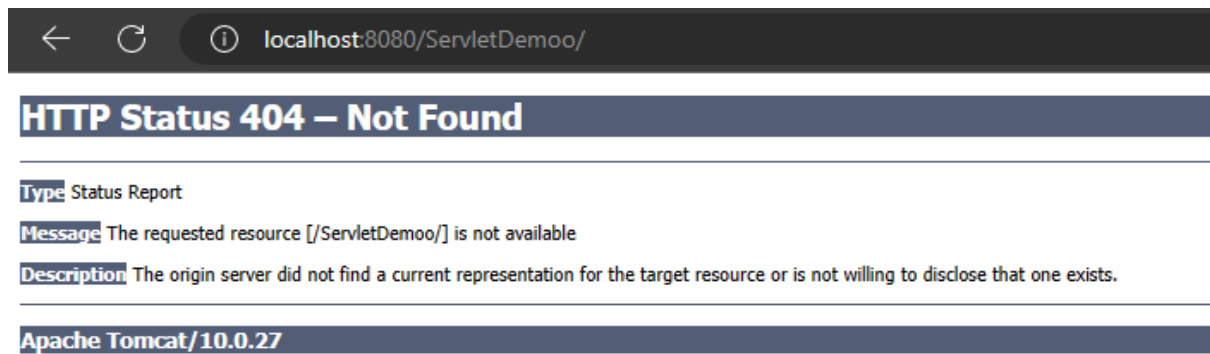 localhost:8080/ServletDemoo/
HTTP Status 404 – Not Found
Type Status Report
Message The requested resource [/ServletDemoo/] is not available
Description The origin server did not find a current representation for the target resource or is not willing to disclose that one exists.
Apache Tomcat/10.0.27